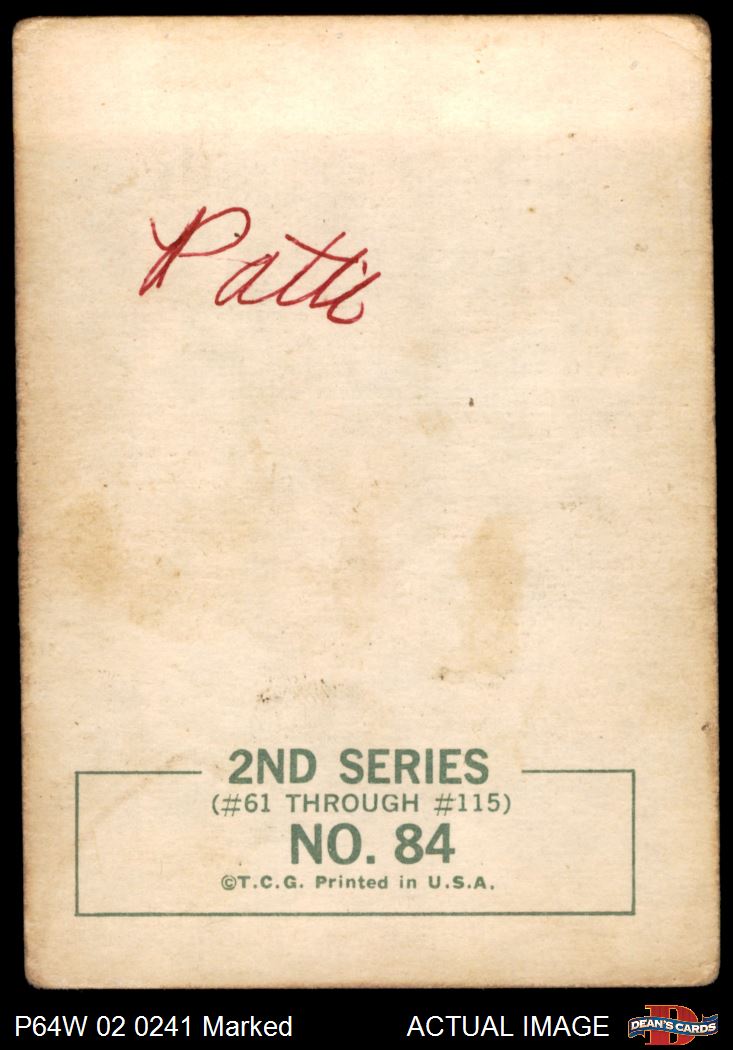 Patti
2ND SERIES
(#61 THROUGH #115)
NO. 84
©T.C.G. Printed in U.S.A.
P64W 02 0241 Marked
ACTUAL IMAGE
D
DEAN'S CARDS